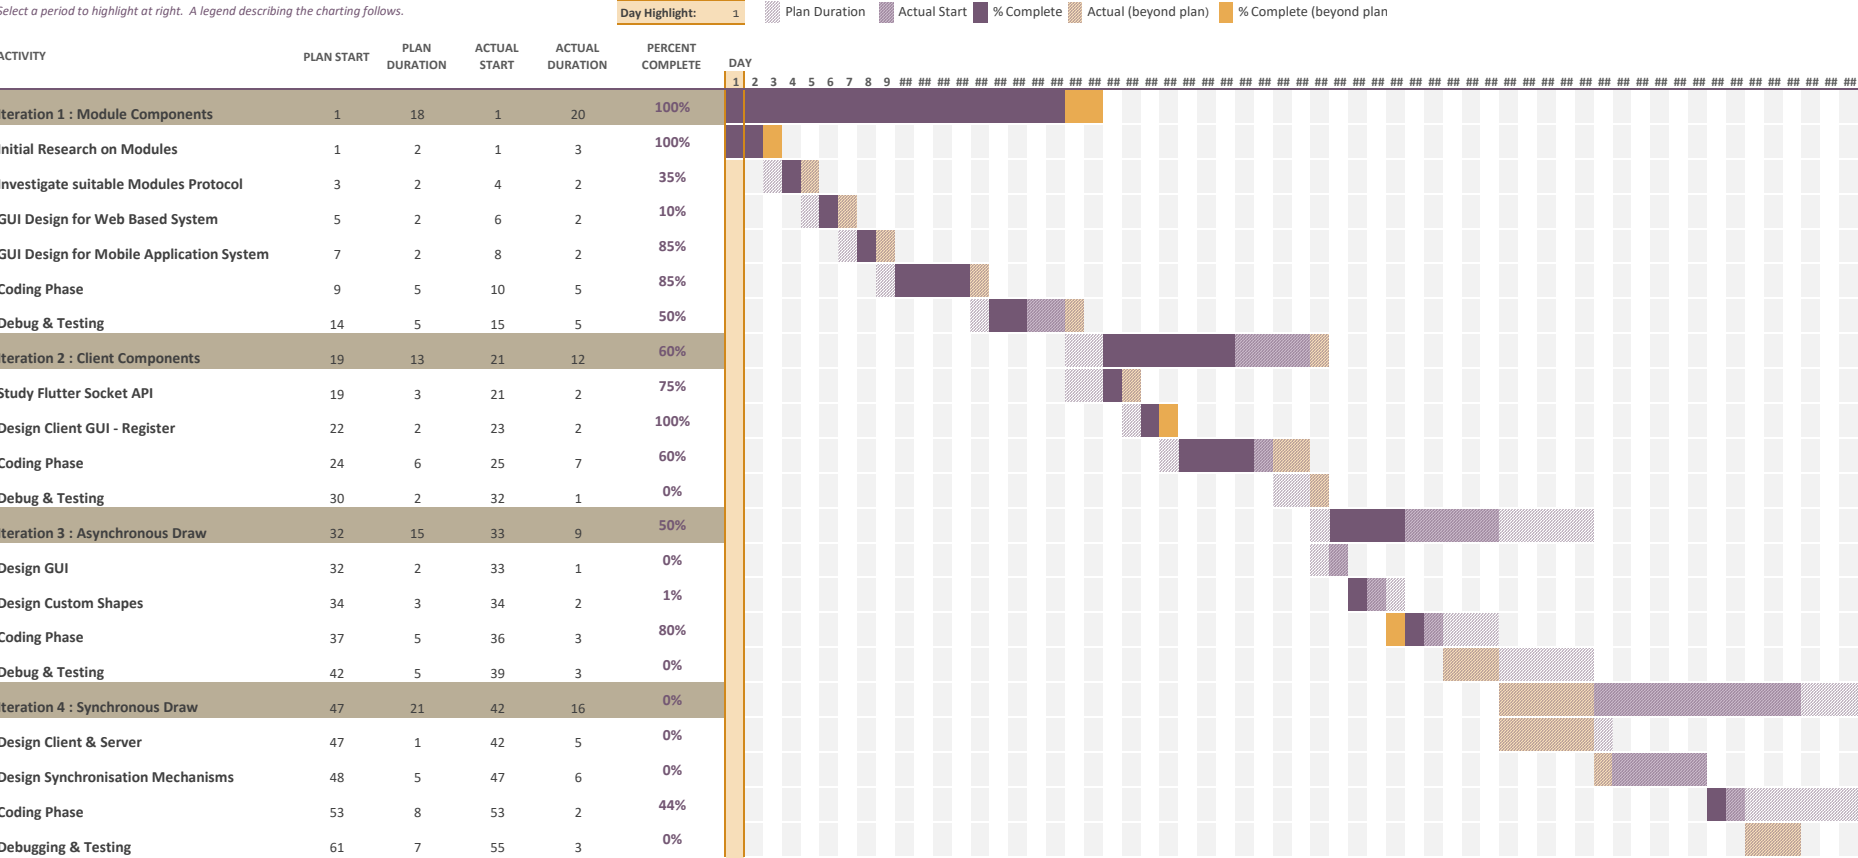 Select a period to highlight at right. A legend describing the charting follows.
Day Highlight: 1
Plan Duration Actual Start % Complete Actual (beyond plan) % Complete (beyond plan
ACTIVITY PLAN START PLAN DURATION ACTUAL START ACTUAL DURATION PERCENT COMPLETE DAY
1 2 3 4 5 6 7 8 9 ## ## ## ## ## ## ## ## ## ## ## ## ## ## ## ## ## ## ## ## ## ## ## ## ## ## ## ## ## ## ## ## ## ## ## ## ## ## ## ## ## ## ## ## ## ## ## ## ## ## ##
Iteration 1 : Module Components 1 18 1 20 100%
Initial Research on Modules 1 2 1 3 100%
Investigate suitable Modules Protocol 3 2 4 2 35%
GUI Design for Web Based System 5 2 6 2 10%
GUI Design for Mobile Application System 7 2 8 2 85%
Coding Phase 9 5 10 5 85%
Debug & Testing 14 5 15 5 50%
Iteration 2 : Client Components 19 13 21 12 60%
Study Flutter Socket API 19 3 21 2 75%
Design Client GUI - Register 22 2 23 2 100%
Coding Phase 24 6 25 7 60%
Debug & Testing 30 2 32 1 0%
Iteration 3 : Asynchronous Draw 32 15 33 9 50%
Design GUI 32 2 33 1 0%
Design Custom Shapes 34 3 34 2 1%
Coding Phase 37 5 36 3 80%
Debug & Testing 42 5 39 3 0%
Iteration 4 : Synchronous Draw 47 21 42 16 0%
Design Client & Server 47 1 42 5 0%
Design Synchronisation Mechanisms 48 5 47 6 0%
Coding Phase 53 8 53 2 44%
Debugging & Testing 61 7 55 3 0%